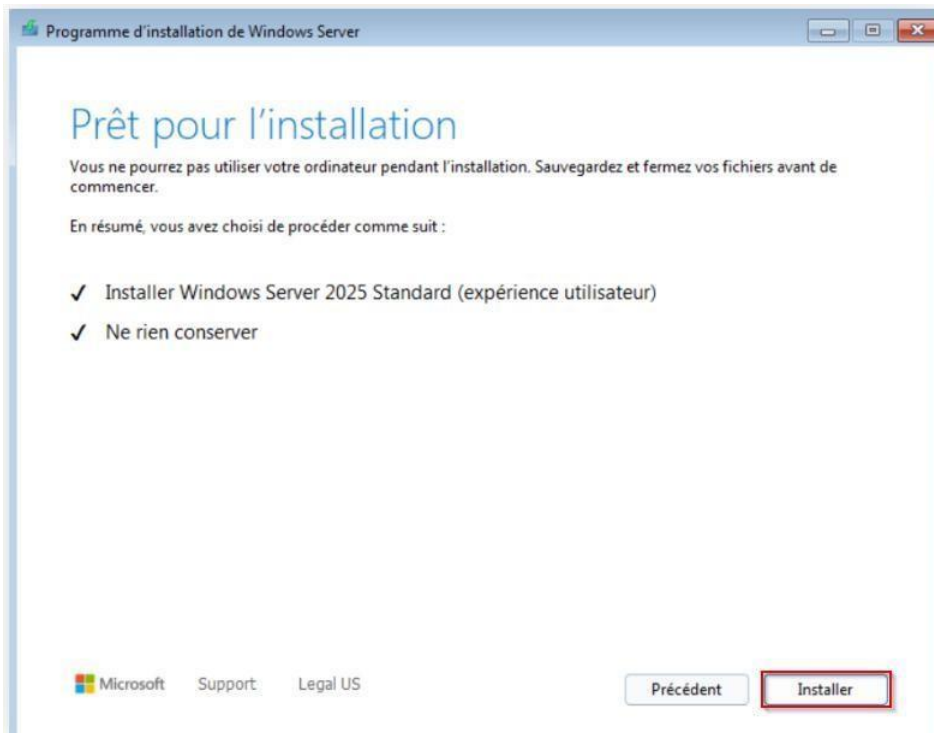 Programme d'installation de Windows Server
Prêt pour l'installation
Vous ne pourrez pas utiliser votre ordinateur pendant l'installation. Sauvegardez et fermez vos fichiers avant de
commencer.
En résumé, vous avez choisi de procéder comme suit :
✓ Installer Windows Server 2025 Standard (expérience utilisateur)
✓ Ne rien conserver
Microsoft Support Legal US Précédent Installer